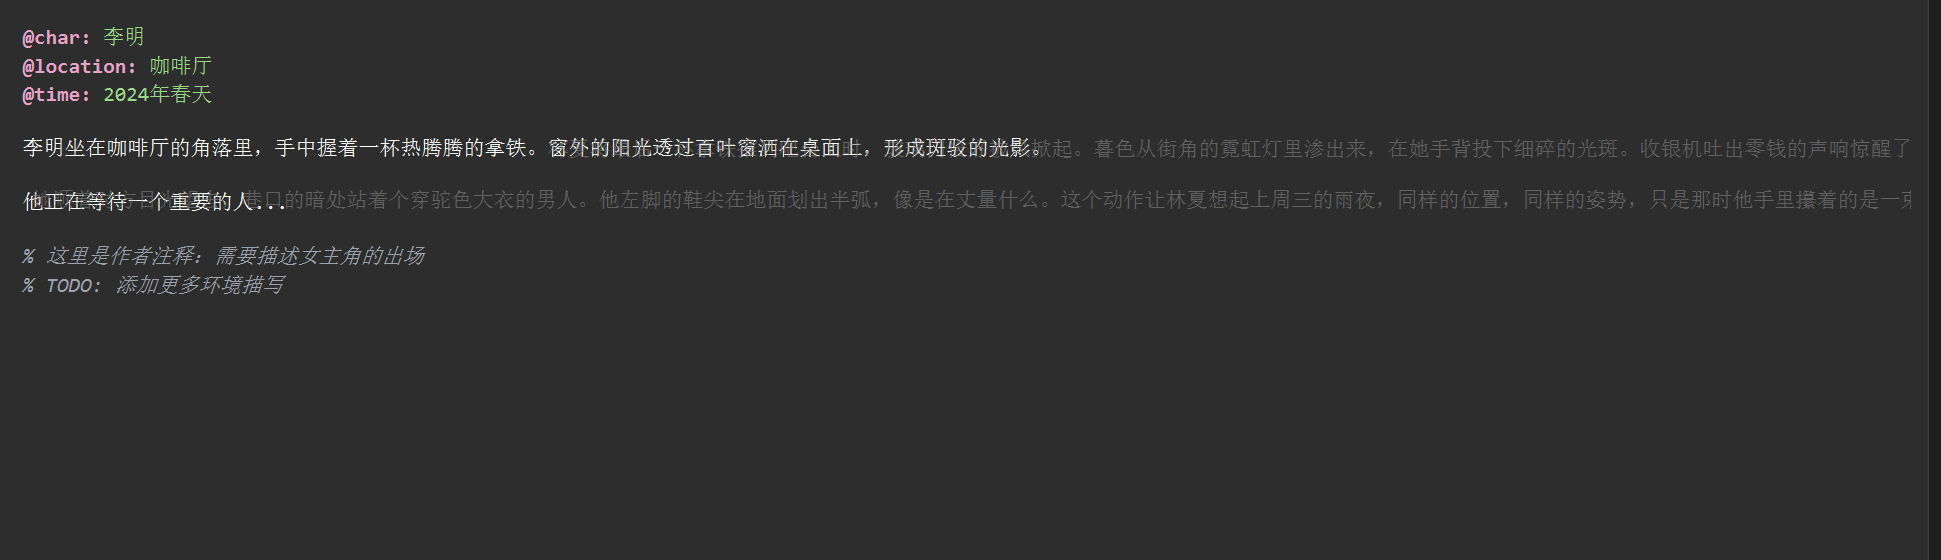 @char: 李明
@location: 咖啡厅
@time: 2024年春天
李明坐在咖啡厅的角落里，手中握着一杯热腾腾的拿铁。窗外的阳光透过百叶窗洒在桌面上，形成斑驳的光影。
掀起。暮色从街角的霓虹灯里渗出来，在她手背投下细碎的光斑。收银机吐出零钱的声响惊醒了
他正在等待一个重要的人...
巷口的暗处站着个穿驼色大衣的男人。他左脚的鞋尖在地面划出半弧，像是在丈量什么。这个动作让林夏想起上周三的雨夜，同样的位置，同样的姿势，只是那时他手里攥着的是一束
% 这里是作者注释：需要描述女主角的出场
% TODO: 添加更多环境描写